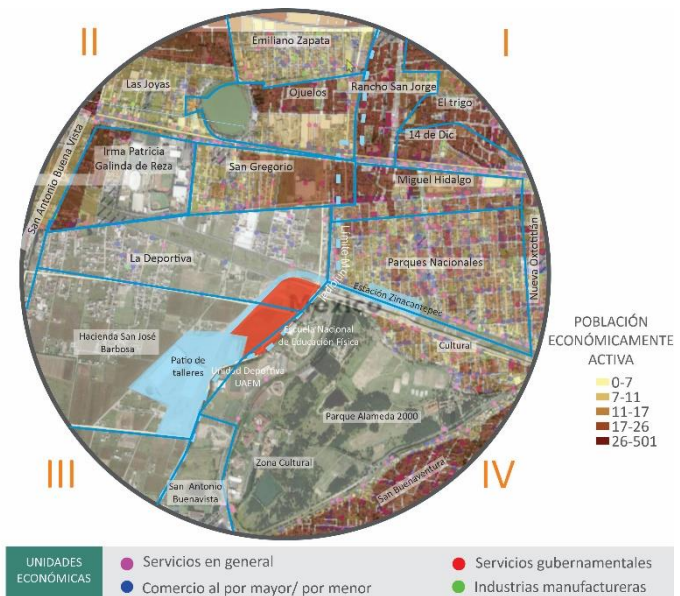 II
I
Emiliano Zapata
Las Joyas
Ojuelos
Rancho San Jorge
El trigo
14 de Dic
Irma Patricia
Galinda de Reza
San Gregorio
Miguel Hidalgo
San Antonio Buena Vista
La Deportiva
Parques Nacionales
Nueva Oxtotitlán
Estación Zinacantepec
México
Hacienda San José
Barbosa
Patio de
talleres
Escuela Nacional
de Educación Física
Cultural
Unidad Deportiva
UAEM
Parque Alameda 2000
Zona Cultural
San Antonio
Buenavista
San Buenaventura
III
IV
POBLACIÓN
ECONÓMICAMENTE
ACTIVA
0-7
7-11
11-17
17-26
26-501
UNIDADES
ECONÓMICAS
Servicios en general
Servicios gubernamentales
Comercio al por mayor/ por menor
Industrias manufactureras